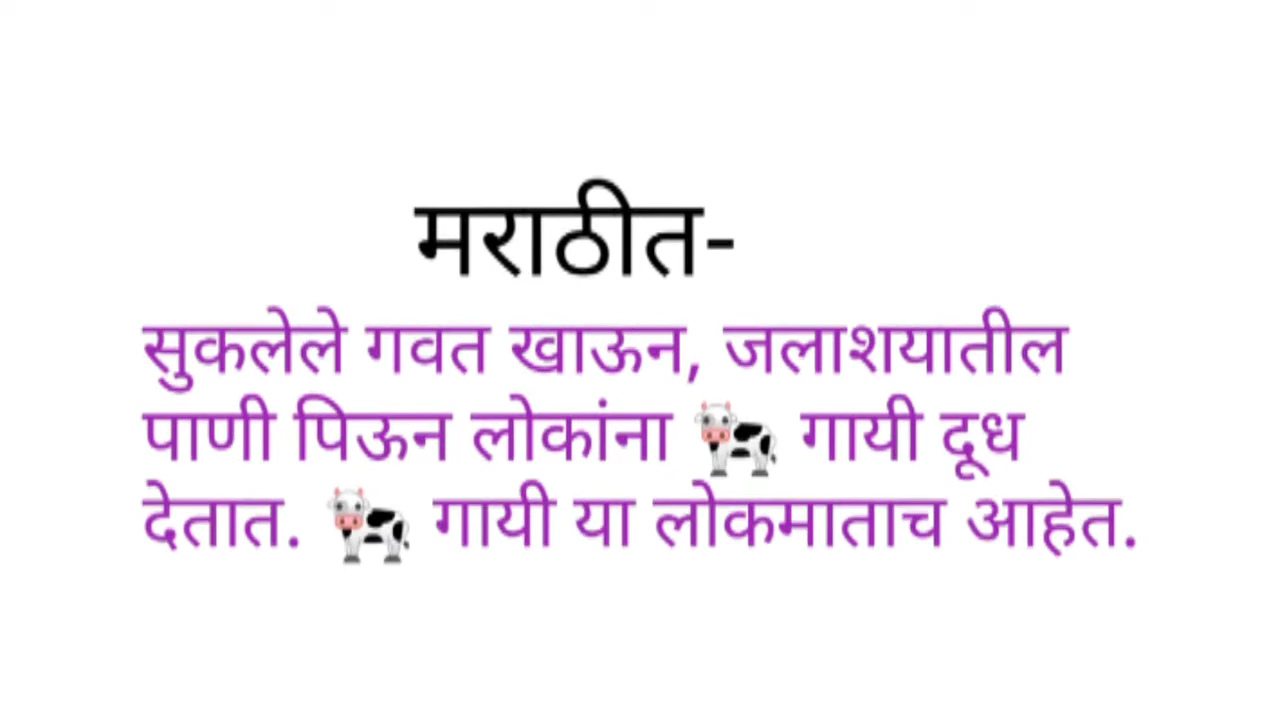 मराठीत-
सुकलेले गवत खाऊन, जलाशयातील
पाणी पिऊन लोकांना 🐄 गायी दूध
देतात. 🐄 गायी या लोकमाताच आहेत.